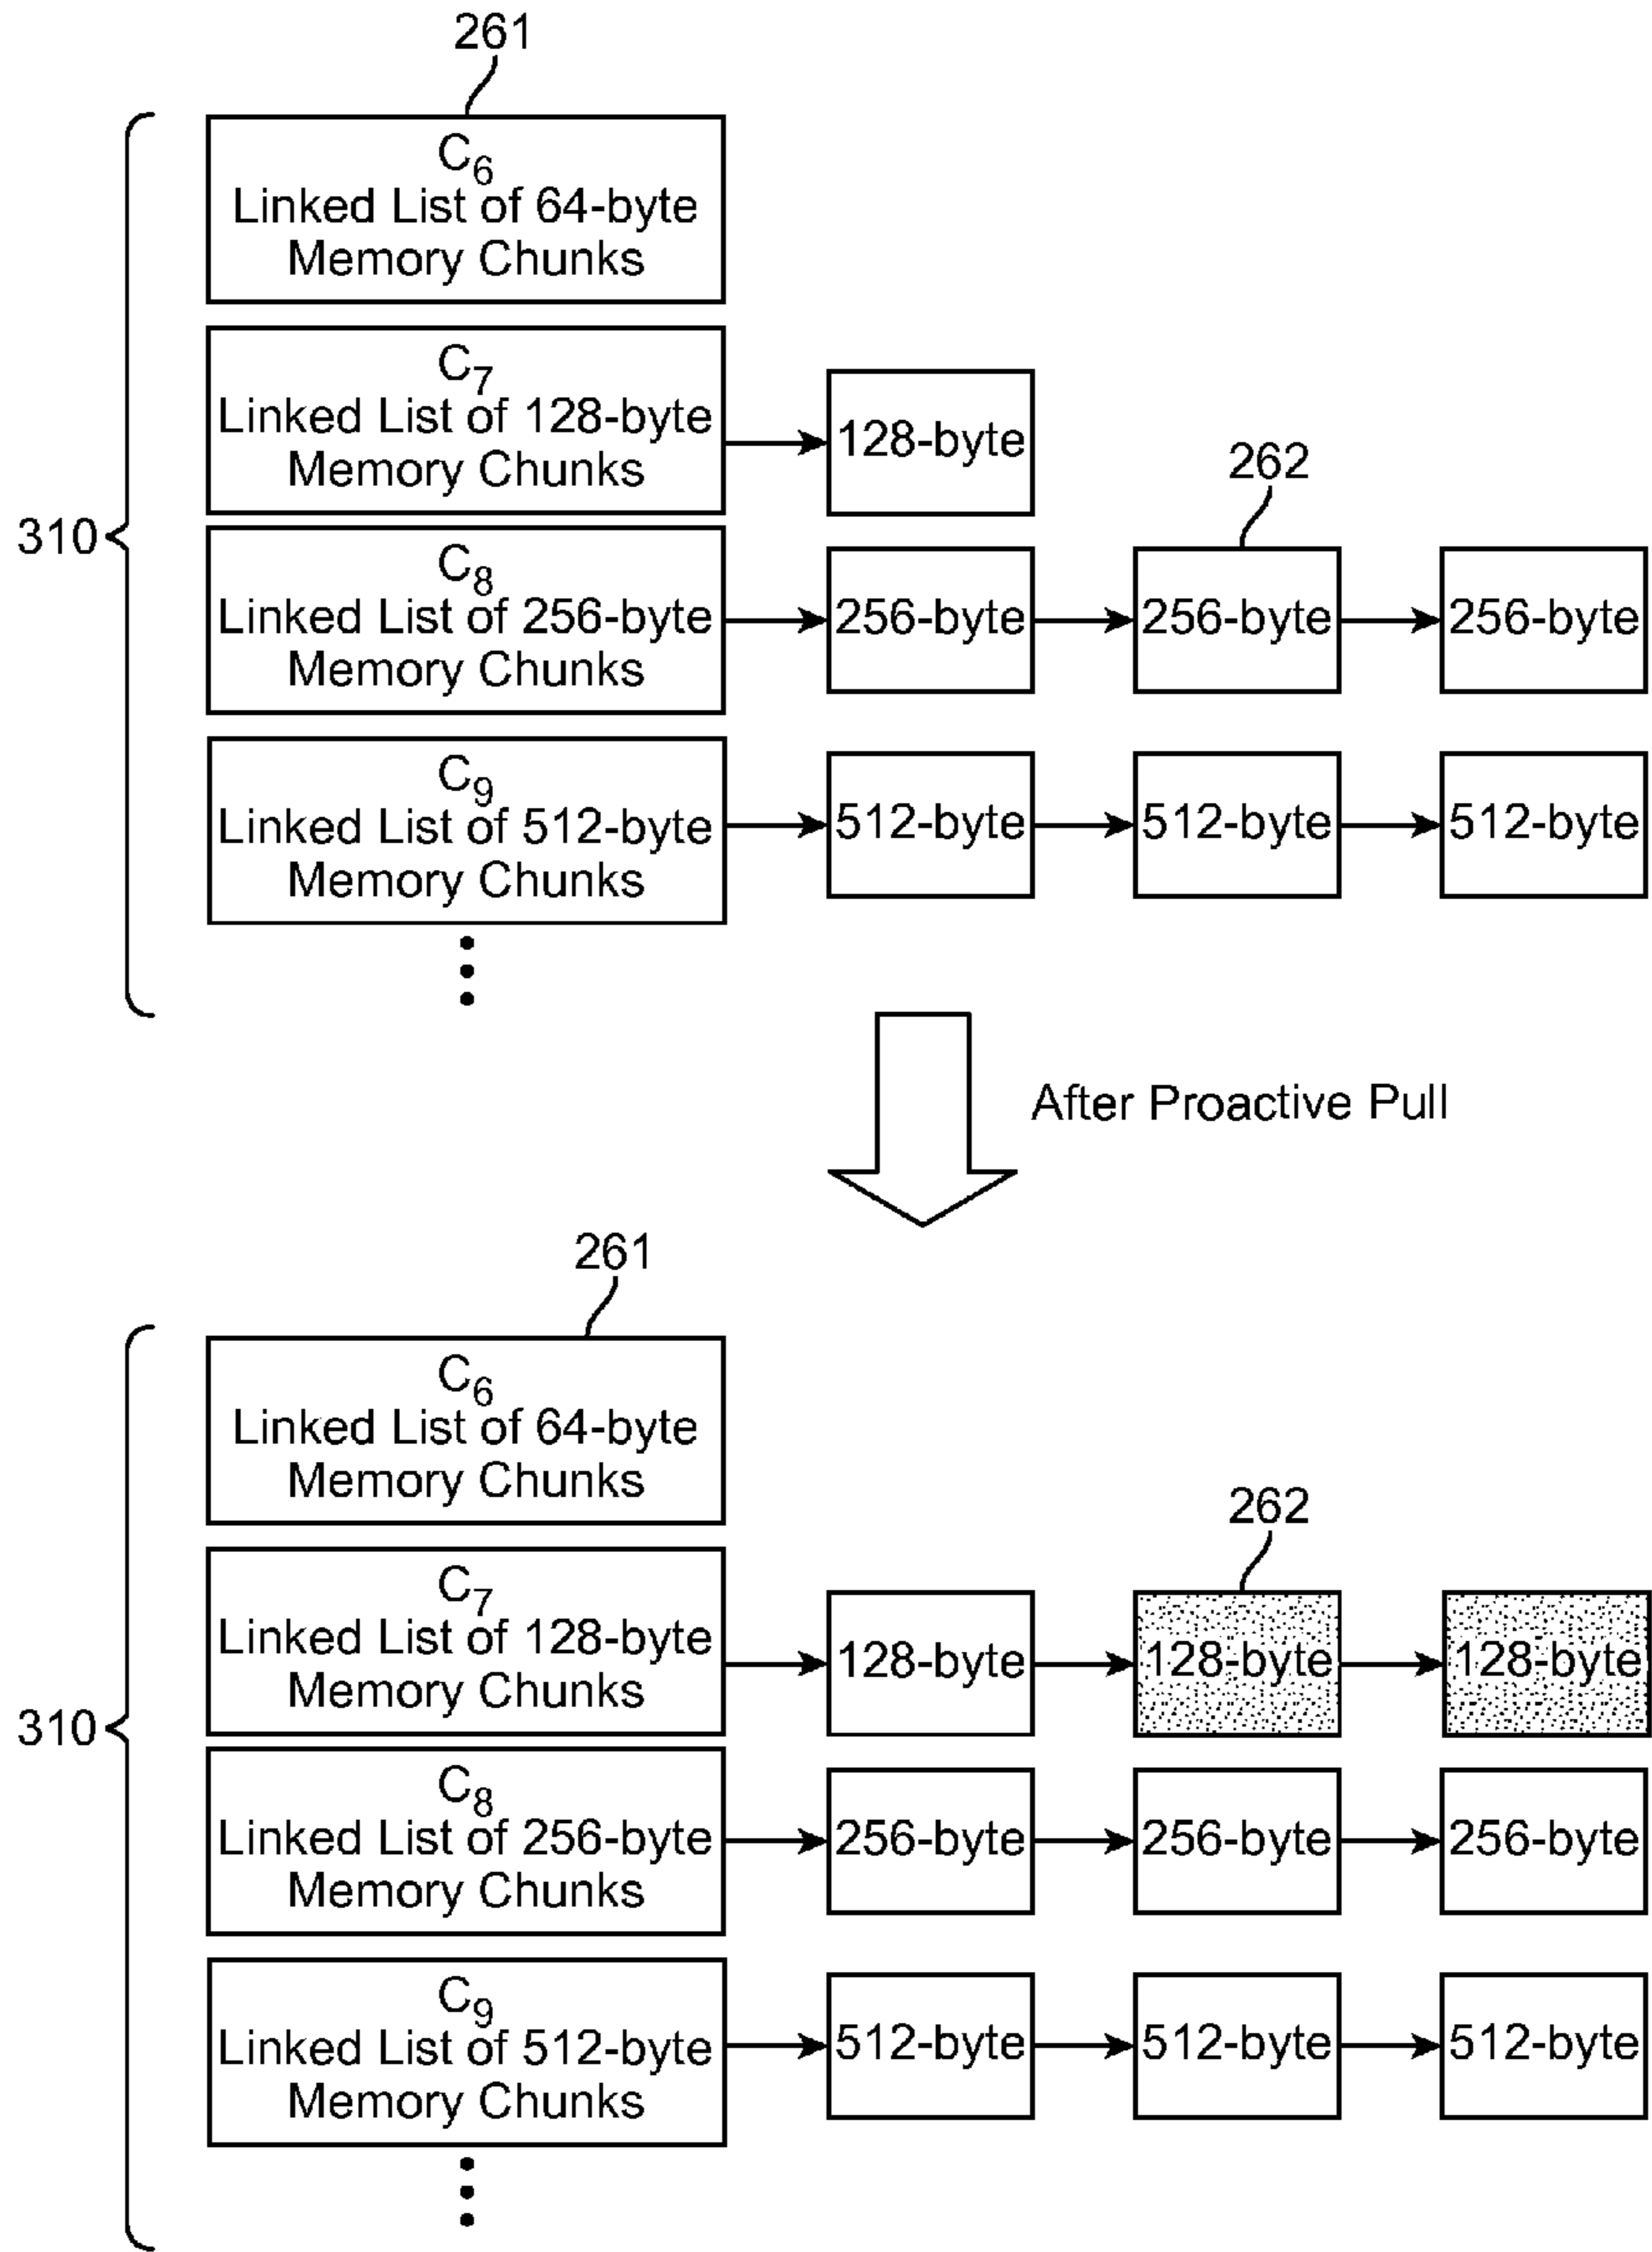 261
C6
Linked List of 64-byte
Memory Chunks
C7
Linked List of 128-byte
Memory Chunks
128-byte
262
310
C8
Linked List of 256-byte
Memory Chunks
256-byte
256-byte
256-byte
C9
Linked List of 512-byte
Memory Chunks
512-byte
512-byte
512-byte
After Proactive Pull
261
C6
Linked List of 64-byte
Memory Chunks
262
C7
Linked List of 128-byte
Memory Chunks
128-byte
128-byte
128-byte
310
C8
Linked List of 256-byte
Memory Chunks
256-byte
256-byte
256-byte
C9
Linked List of 512-byte
Memory Chunks
512-byte
512-byte
512-byte